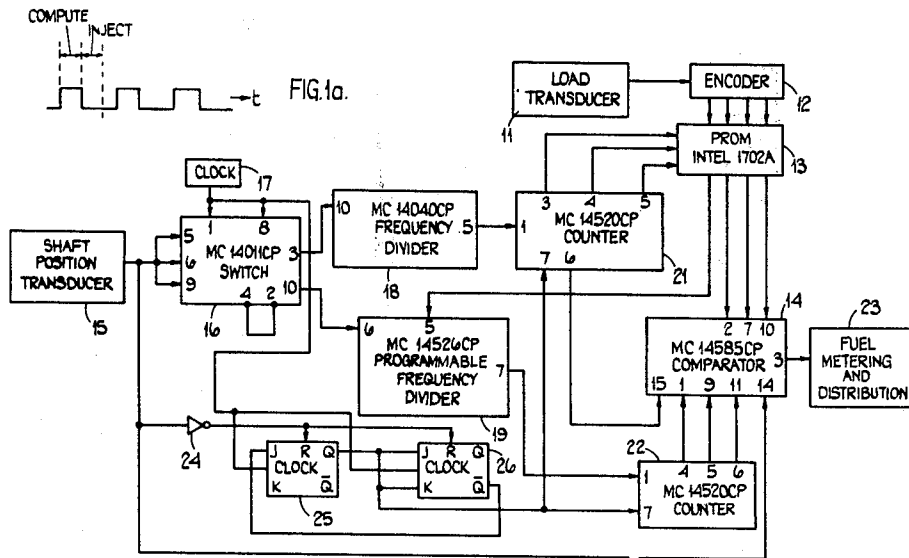 COMPUTE
INJECT
t
FIG.1a.
LOAD
TRANSDUCER
11
ENCODER
12
PROM
INTEL 1702A
13
CLOCK
17
1 8
5
6
9
MC 14011CP
SWITCH
3
10
4 2
16
SHAFT
POSITION
TRANSDUCER
15
10
MC 14040CP
FREQUENCY
DIVIDER
5
18
3 4 5
1
MC 14520CP
COUNTER
7 6
21
6
5
MC 14526CP
PROGRAMMABLE
FREQUENCY
DIVIDER
7
19
14
2 7 10
MC 14585CP
COMPARATOR
3
15 1 9 11 14
23
FUEL
METERING
AND
DISTRIBUTION
24
J R Q
CLOCK
K Q
25
J R Q
CLOCK
K Q
26
22
4 5 6
1
MC 14520CP
COUNTER
7